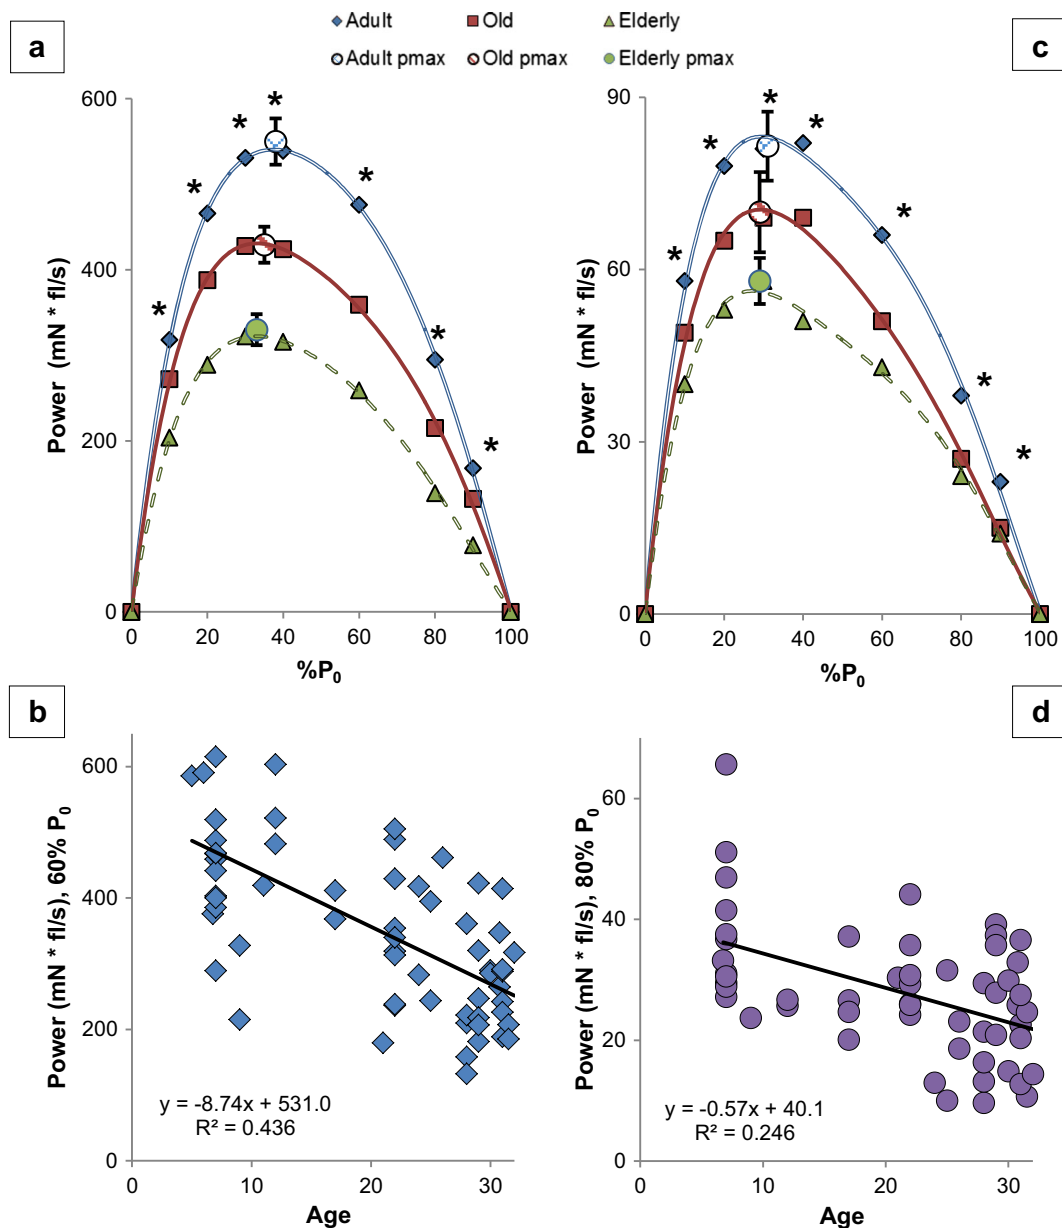 Adult Old Elderly
Adult pmax Old pmax Elderly pmax
a
c
600
400
200
0
Power (mN * fl/s)
* * * * * * *
0 20 40 60 80 100
%P0
90
60
30
0
Power (mN * fl/s)
* * * * * * *
0 20 40 60 80 100
%P0
b
d
600
400
200
0
Power (mN * fl/s), 60% P0
y = -8.74x + 531.0
R² = 0.436
0 10 20 30
Age
60
40
20
0
Power (mN * fl/s), 80% P0
y = -0.57x + 40.1
R² = 0.246
0 10 20 30
Age